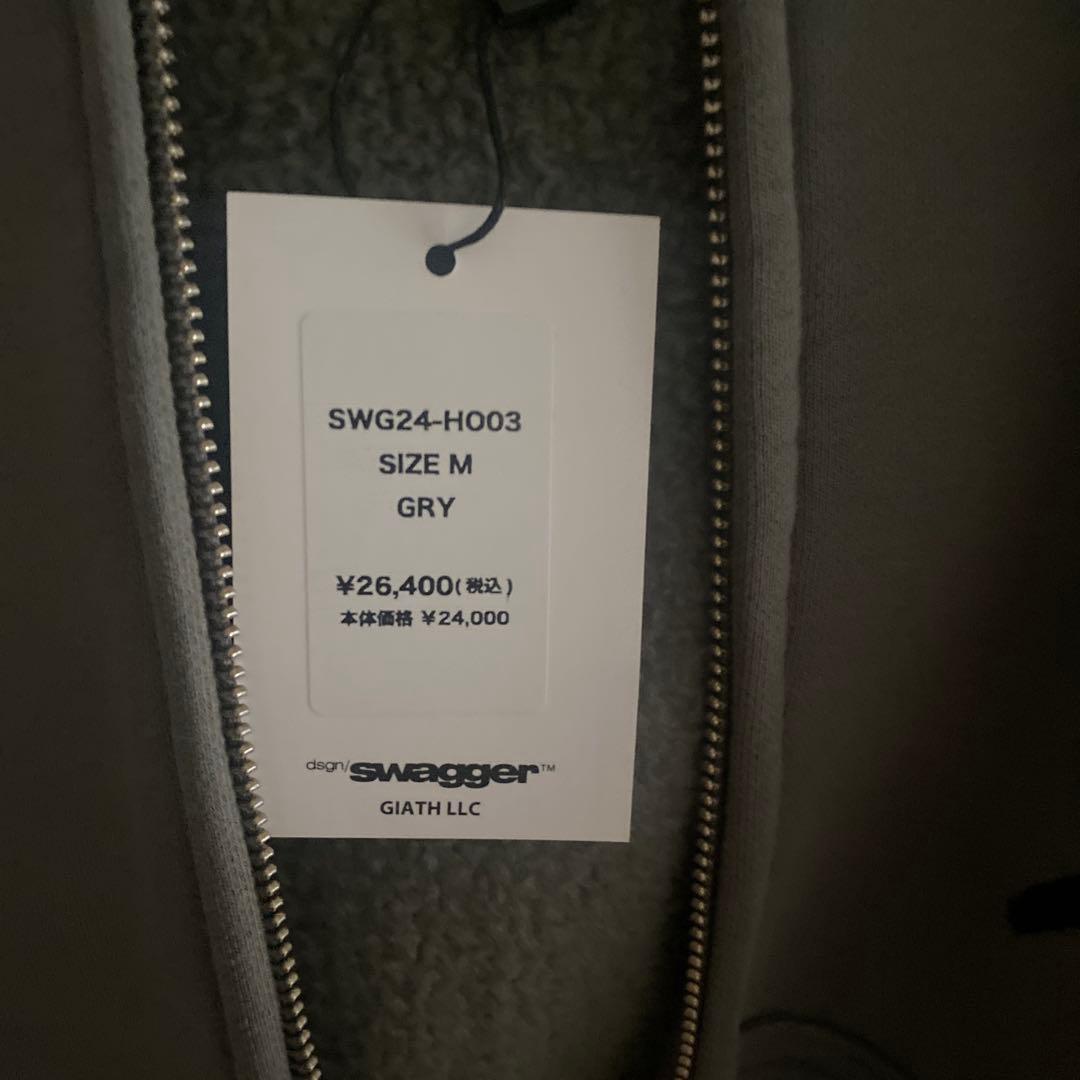 SWG24-HO03
SIZE M
GRY
¥26,400(税込)
本体価格 ¥24,000
dsgn/swagger™
GIATH LLC